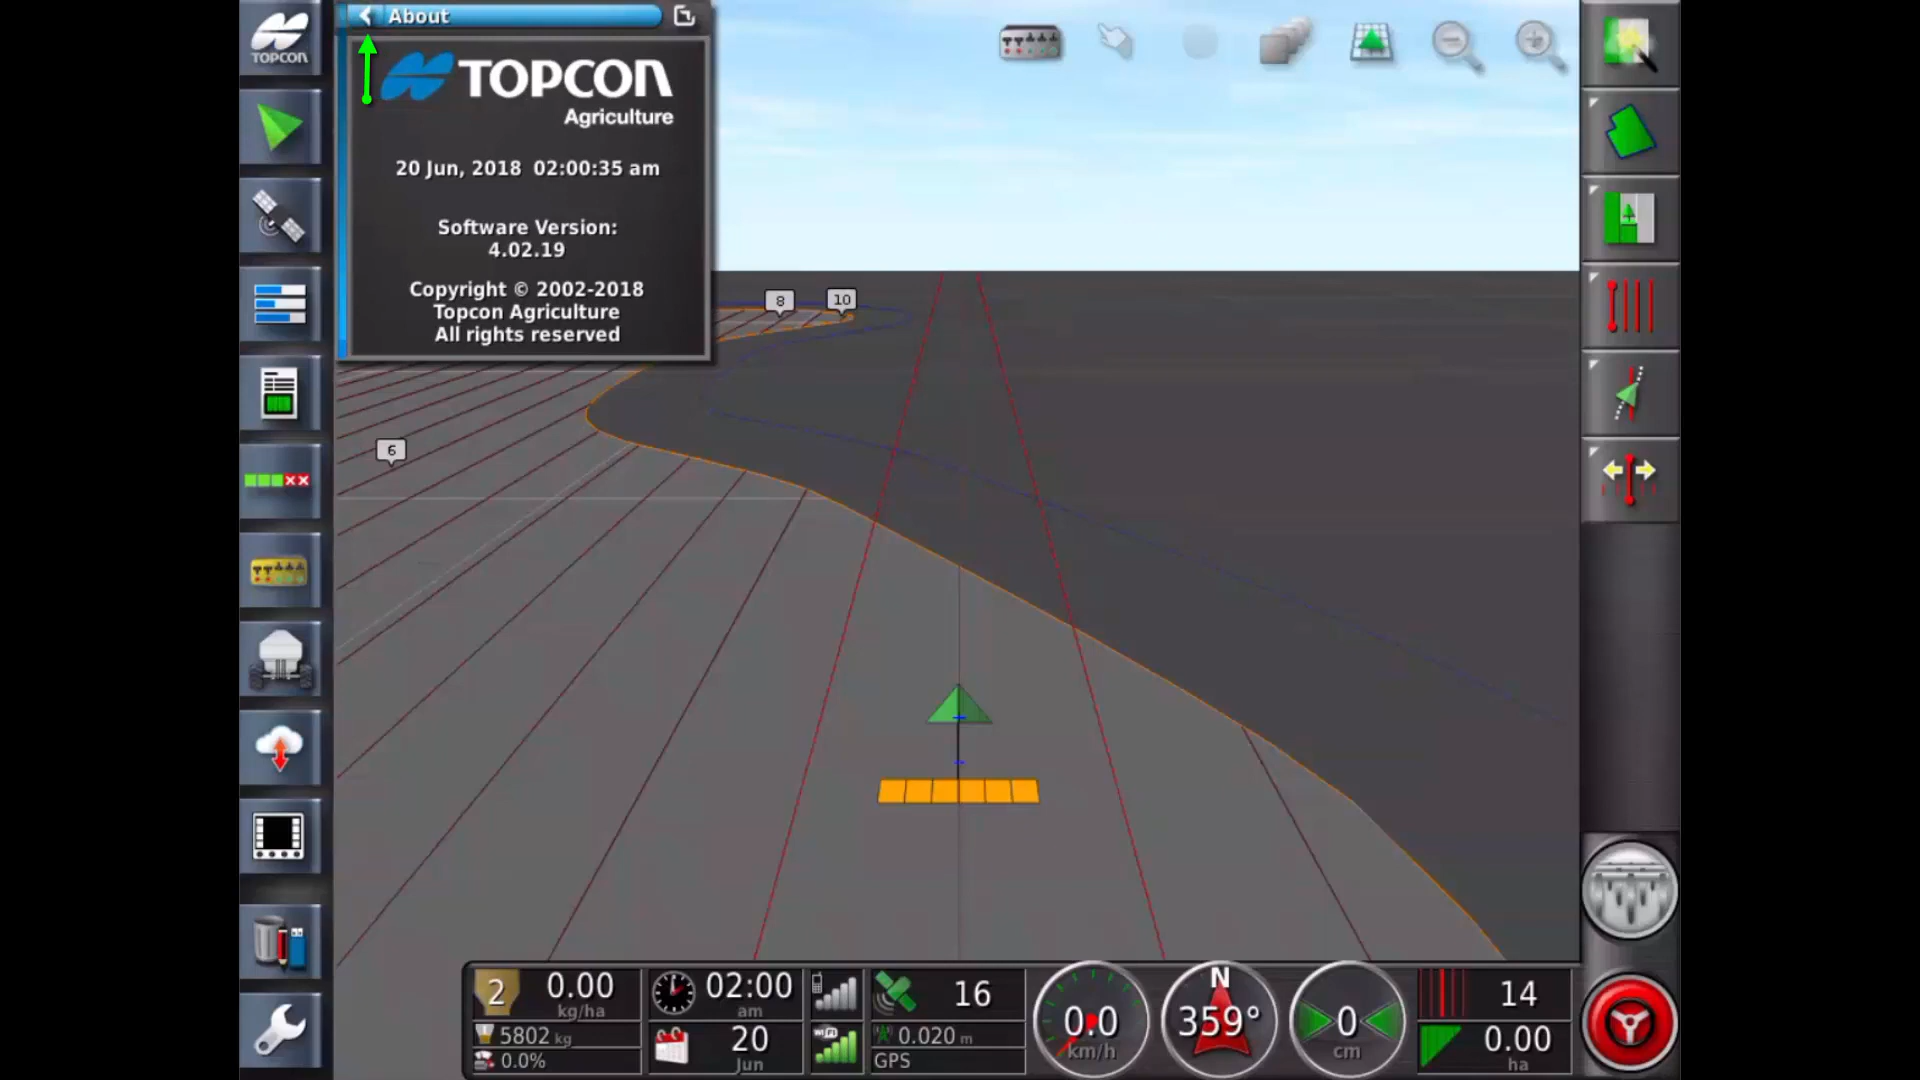 TOPCON
About
TOPCON
Agriculture
20 Jun, 2018 02:00:35 am
Software Version:
4.02.19
Copyright © 2002-2018
Topcon Agriculture
All rights reserved
8
10
6
2
0.00
kg/ha
5802 kg
0.0%
02:00
am
20
Jun
WiFi
16
0.020 m
GPS
0.0
km/h
N
359°
0
cm
14
0.00
ha